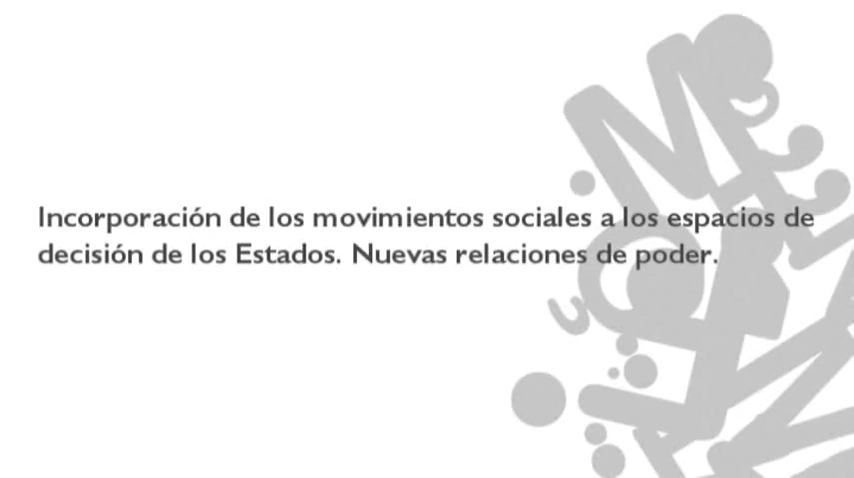 Incorporación de los movimientos sociales a los espacios de
decisión de los Estados. Nuevas relaciones de poder.